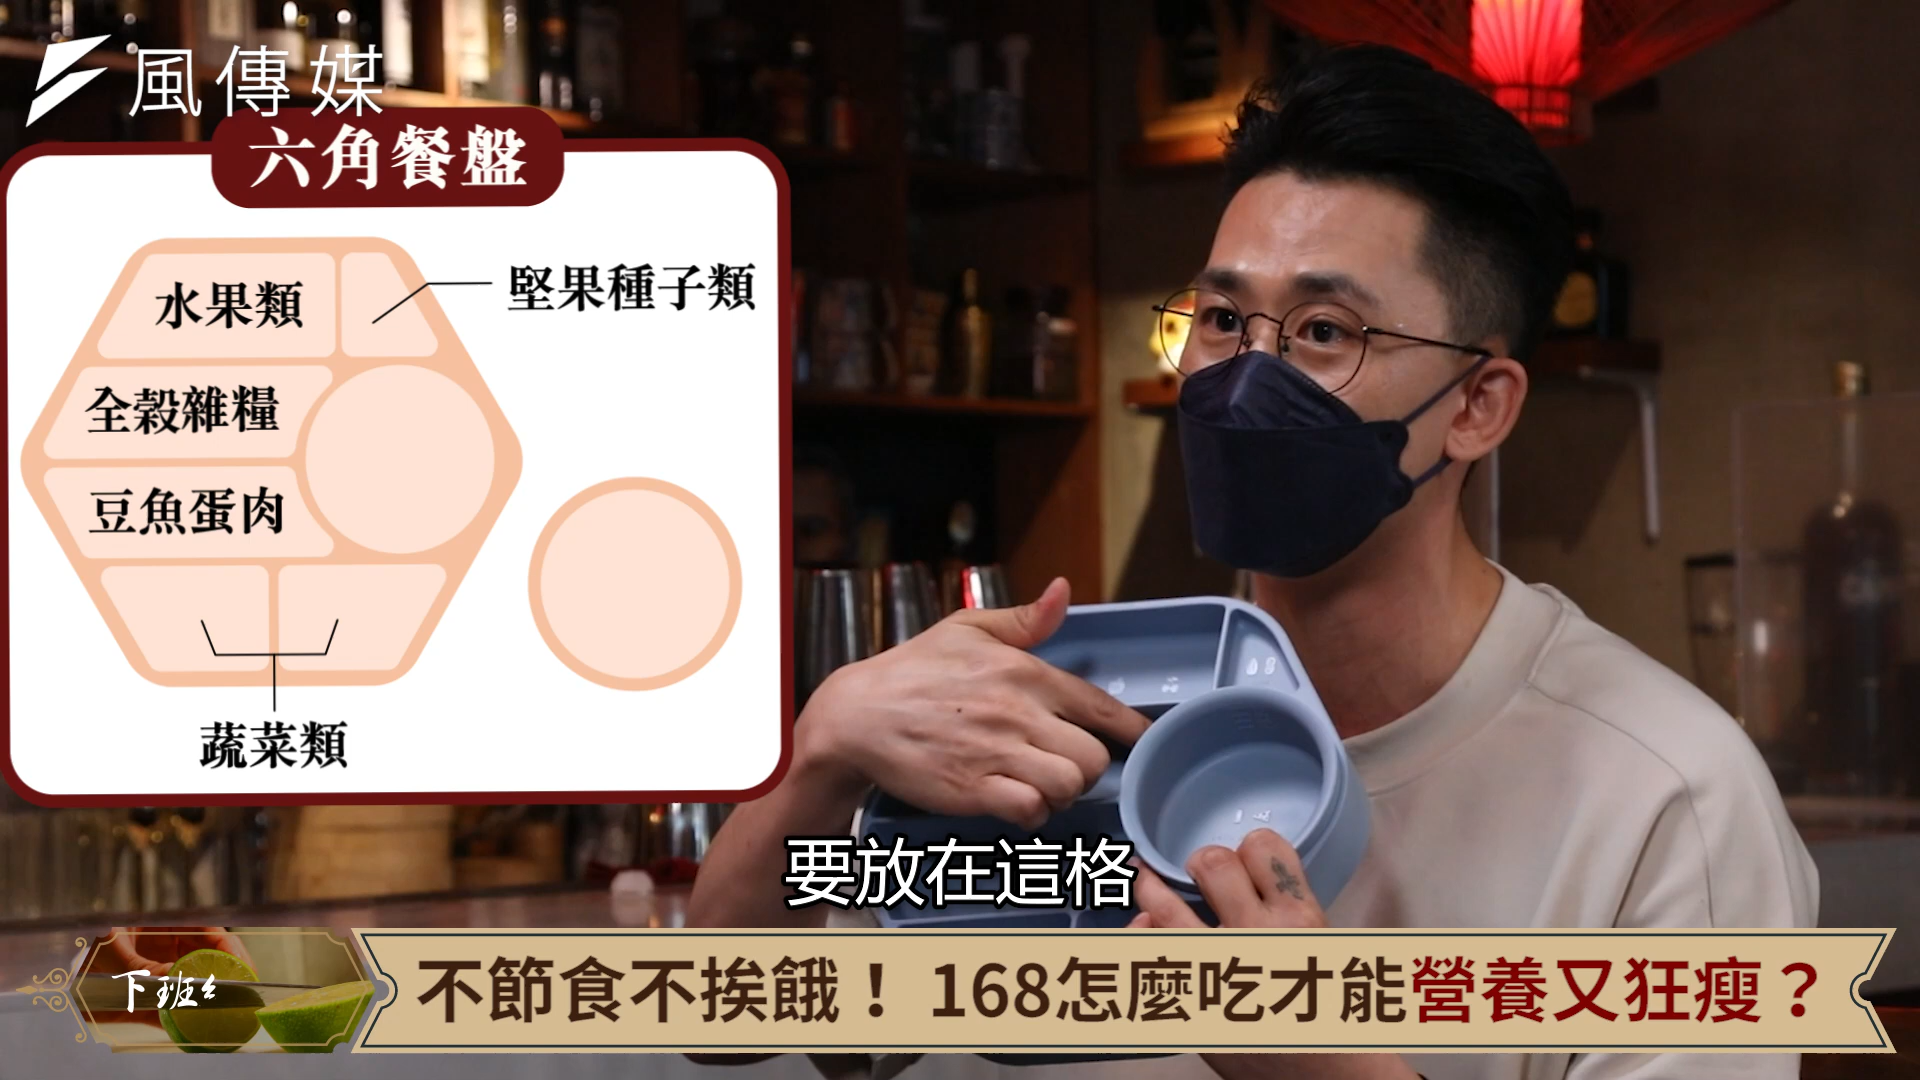 風傳媒
六角餐盤
水果類
堅果種子類
全穀雜糧
豆魚蛋肉
蔬菜類
要放在這格
下班
不節食不挨餓！168怎麼吃才能營養又狂瘦？